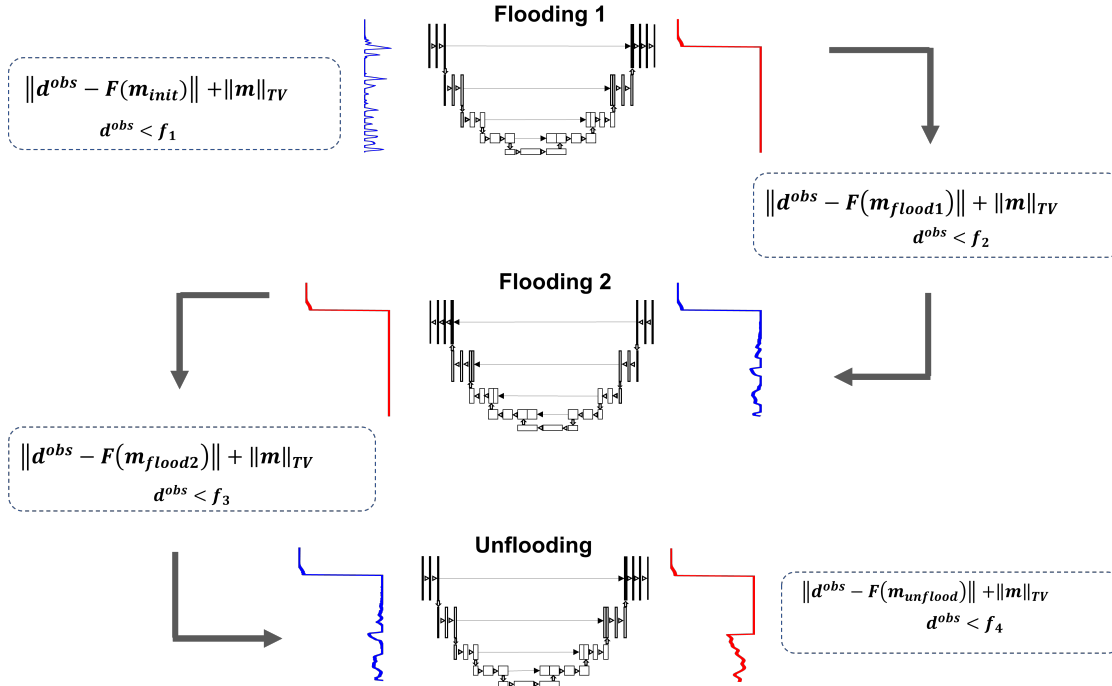 Flooding 1
‖d^obs − F(m_init)‖ +‖m‖_TV
d^obs < f_1
‖d^obs − F(m_flood1)‖ + ‖m‖_TV
d^obs < f_2
Flooding 2
‖d^obs − F(m_flood2)‖ + ‖m‖_TV
d^obs < f_3
Unflooding
‖d^obs − F(m_unflood)‖ +‖m‖_TV
d^obs < f_4